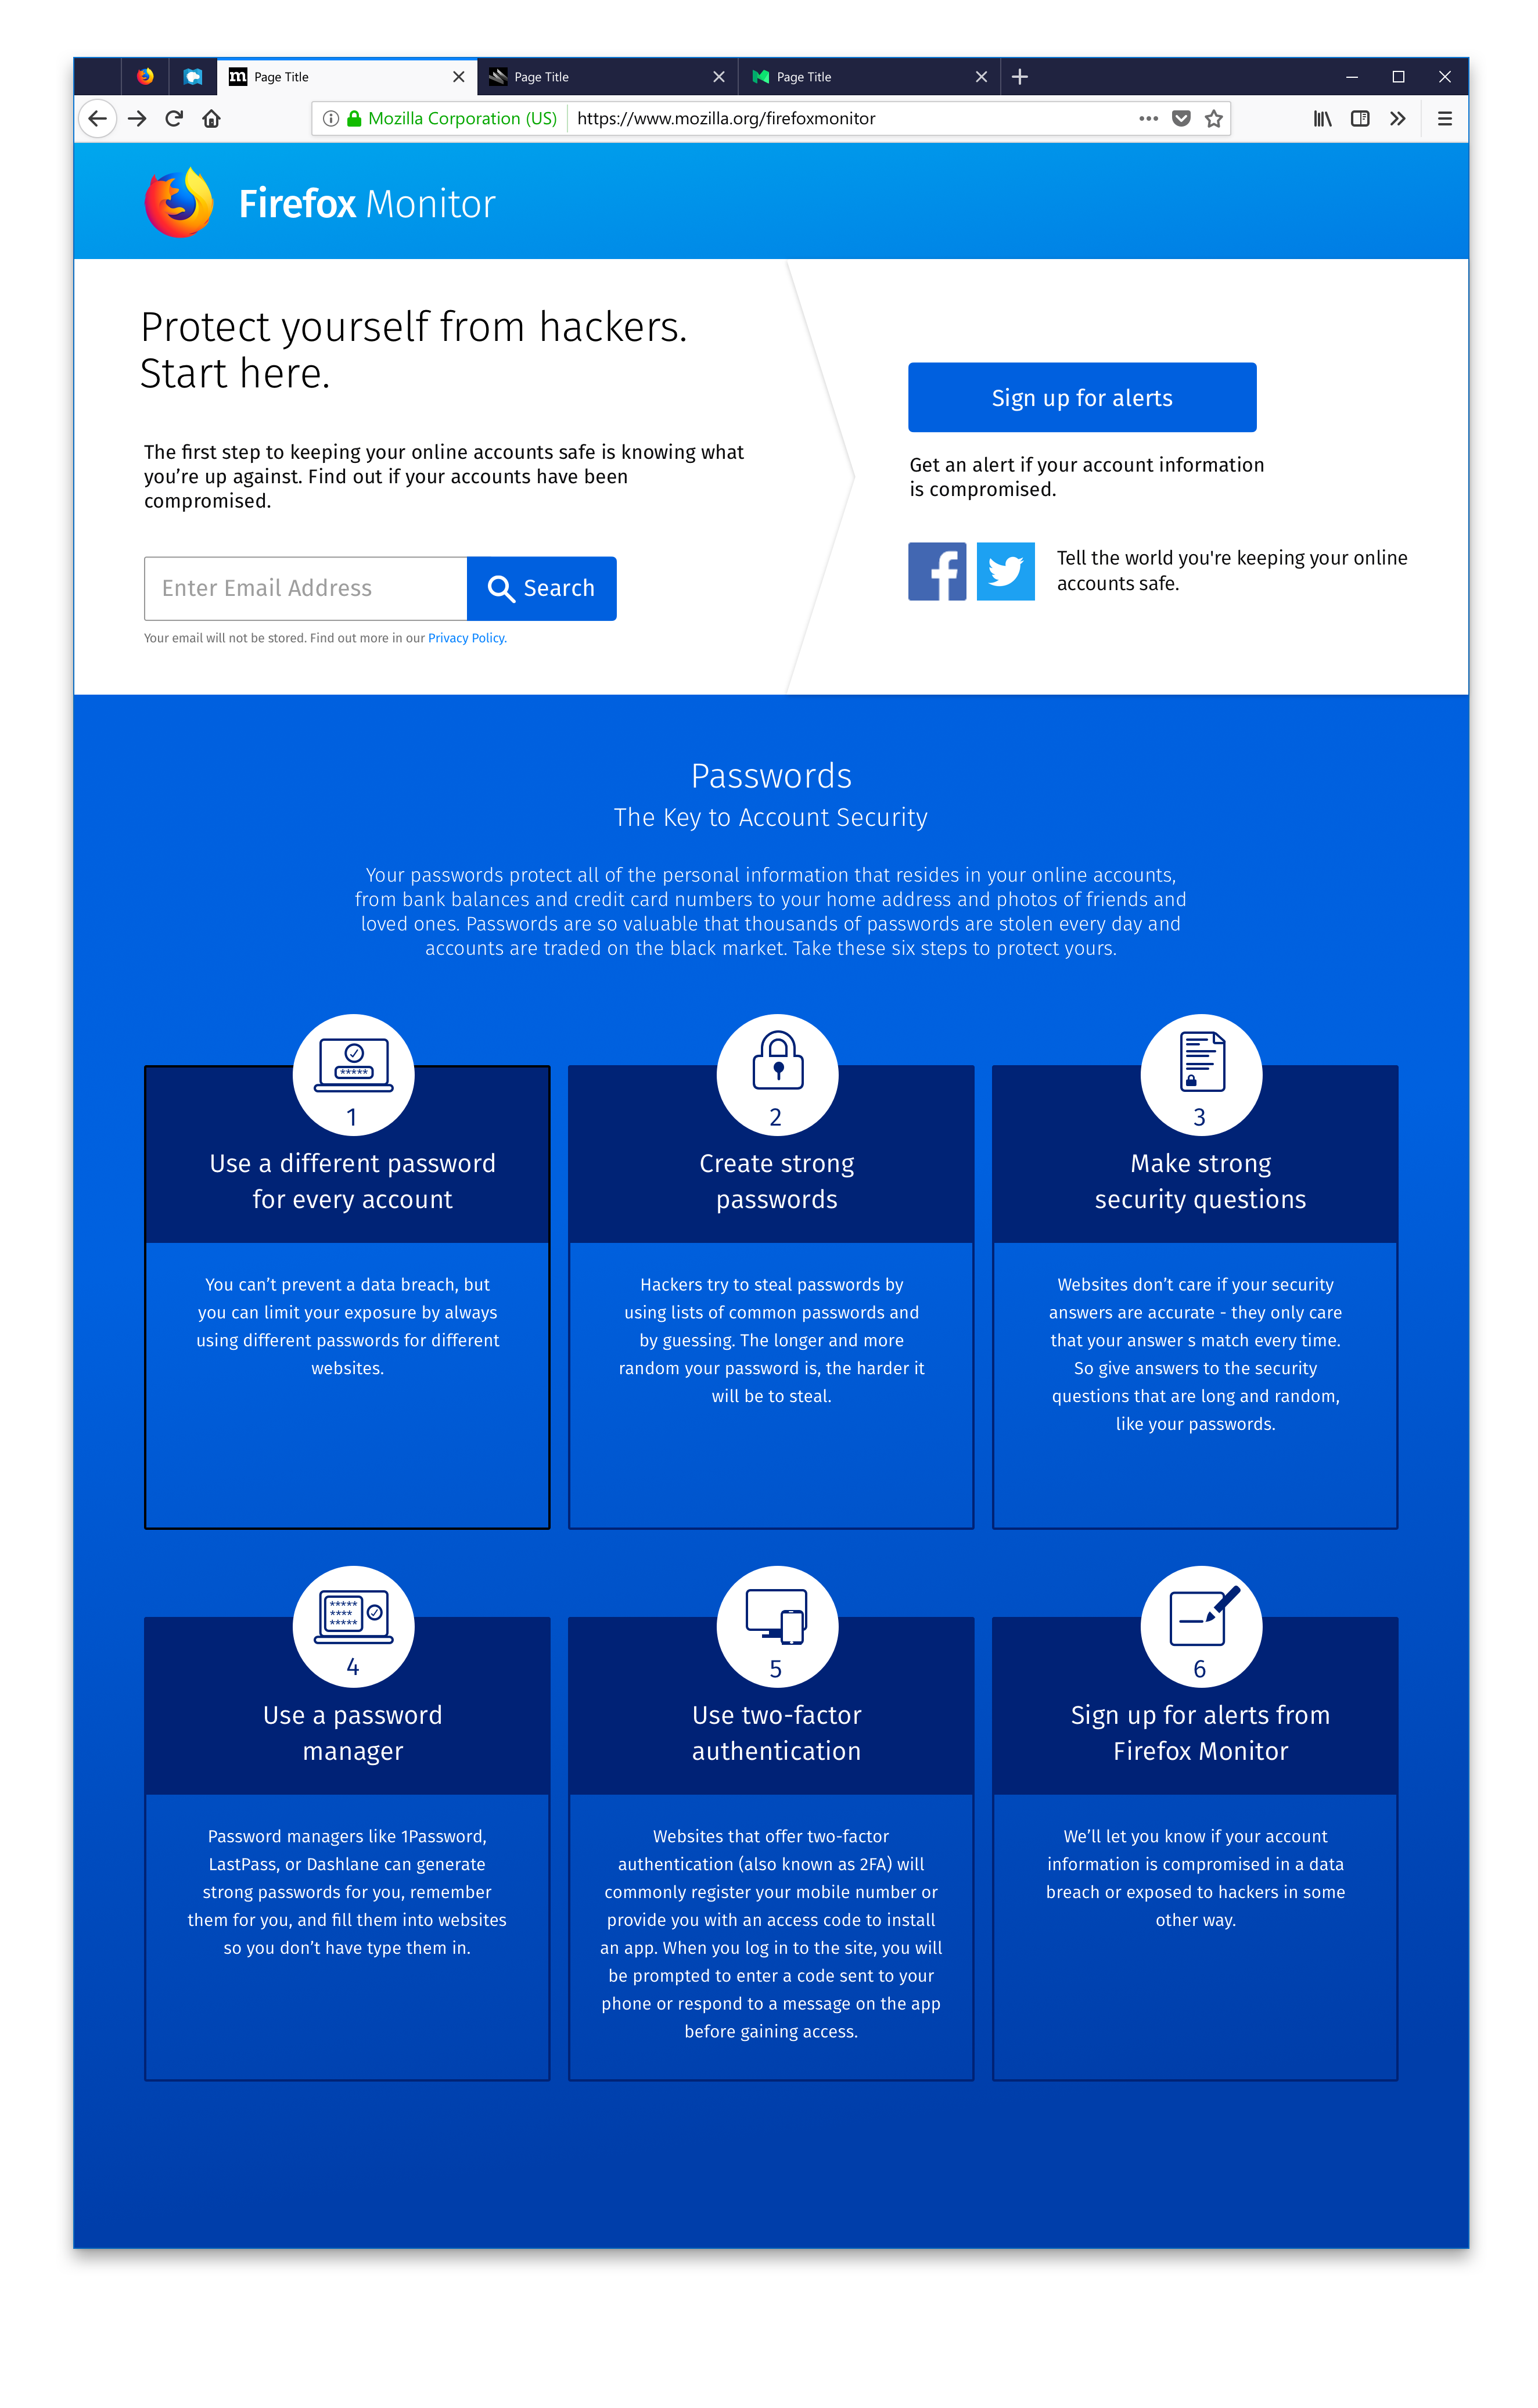 Page Title
Page Title
Page Title
Mozilla Corporation (US)
https://www.mozilla.org/firefoxmonitor
Firefox Monitor
Protect yourself from hackers.
Start here.
The first step to keeping your online accounts safe is knowing what
you’re up against. Find out if your accounts have been
compromised.
Enter Email Address
Search
Your email will not be stored. Find out more in our Privacy Policy.
Sign up for alerts
Get an alert if your account information
is compromised.
Tell the world you're keeping your online
accounts safe.
Passwords
The Key to Account Security
Your passwords protect all of the personal information that resides in your online accounts,
from bank balances and credit card numbers to your home address and photos of friends and
loved ones. Passwords are so valuable that thousands of passwords are stolen every day and
accounts are traded on the black market. Take these six steps to protect yours.
*****
1
Use a different password
for every account
You can’t prevent a data breach, but
you can limit your exposure by always
using different passwords for different
websites.
2
Create strong
passwords
Hackers try to steal passwords by
using lists of common passwords and
by guessing. The longer and more
random your password is, the harder it
will be to steal.
3
Make strong
security questions
Websites don’t care if your security
answers are accurate - they only care
that your answer s match every time.
So give answers to the security
questions that are long and random,
like your passwords.
*****
****
*****
4
Use a password
manager
Password managers like 1Password,
LastPass, or Dashlane can generate
strong passwords for you, remember
them for you, and fill them into websites
so you don’t have type them in.
5
Use two-factor
authentication
Websites that offer two-factor
authentication (also known as 2FA) will
commonly register your mobile number or
provide you with an access code to install
an app. When you log in to the site, you will
be prompted to enter a code sent to your
phone or respond to a message on the app
before gaining access.
6
Sign up for alerts from
Firefox Monitor
We’ll let you know if your account
information is compromised in a data
breach or exposed to hackers in some
other way.